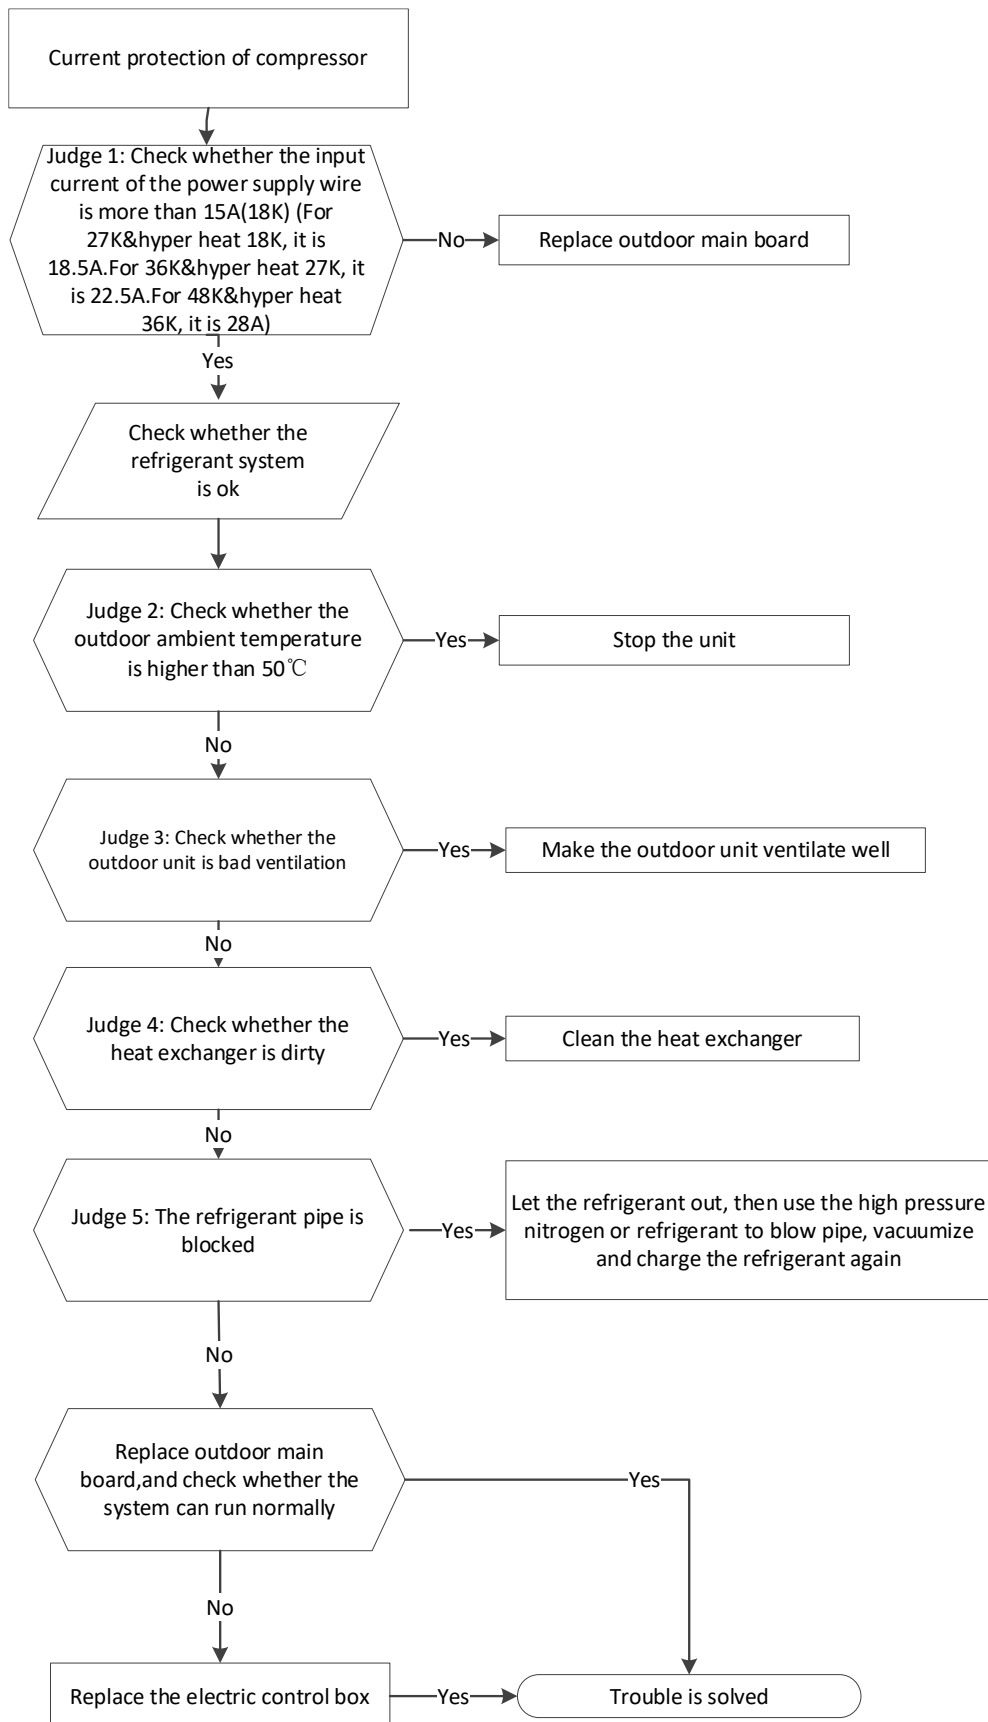 Current protection of compressor
Judge 1: Check whether the input
current of the power supply wire
is more than 15A(18K) (For
27K&hyper heat 18K, it is
18.5A.For 36K&hyper heat 27K, it
is 22.5A.For 48K&hyper heat
36K, it is 28A)
No
Replace outdoor main board
Yes
Check whether the
refrigerant system
is ok
Judge 2: Check whether the
outdoor ambient temperature
is higher than 50℃
Yes
Stop the unit
No
Judge 3: Check whether the
outdoor unit is bad ventilation
Yes
Make the outdoor unit ventilate well
No
Judge 4: Check whether the
heat exchanger is dirty
Yes
Clean the heat exchanger
No
Judge 5: The refrigerant pipe is
blocked
Yes
Let the refrigerant out, then use the high pressure
nitrogen or refrigerant to blow pipe, vacuumize
and charge the refrigerant again
No
Replace outdoor main
board,and check whether the
system can run normally
Yes
No
Replace the electric control box
Yes
Trouble is solved